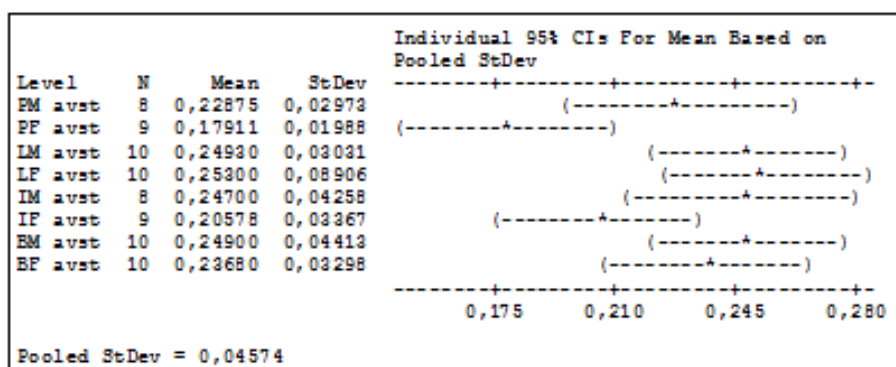 Individual 95% CIs For Mean Based on
Pooled StDev
Level N Mean StDev --------+---------+---------+---------+-
PM avst 8 0,22875 0,02973 (--------*---------)
PF avst 9 0,17911 0,01988 (--------*--------)
LM avst 10 0,24930 0,03031 (-------*-------)
LF avst 10 0,25300 0,08906 (-------*--------)
IM avst 8 0,24700 0,04258 (---------*--------)
IF avst 9 0,20578 0,03367 (--------*-------)
BM avst 10 0,24900 0,04413 (-------*-------)
BF avst 10 0,23680 0,03298 (--------*-------)
--------+---------+---------+---------+-
0,175 0,210 0,245 0,280
Pooled StDev = 0,04574